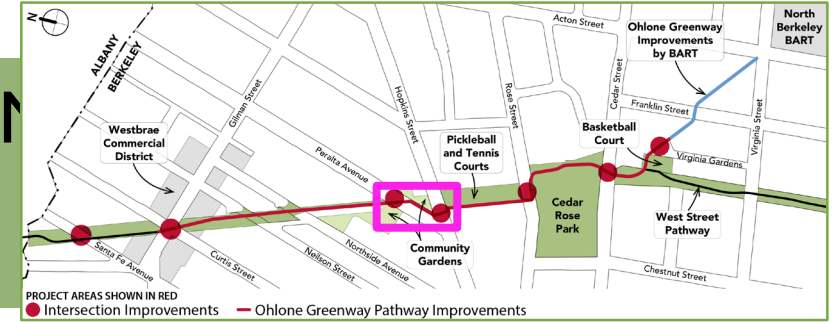 N
N
ALBANY
BERKELEY
Gilman Street
Westbrae
Commercial
District
Peralta Avenue
Hopkins Street
Pickleball
and Tennis
Courts
Rose Street
Acton Street
Cedar Street
Ohlone Greenway
Improvements
by BART
North
Berkeley
BART
Franklin Street
Basketball
Court
Virginia Gardens
Virginia Street
Cedar
Rose
Park
West Street
Pathway
Chestnut Street
Community
Gardens
Northside Avenue
Neilson Street
Curtis Street
Santa Fe Avenue
PROJECT AREAS SHOWN IN RED
Intersection Improvements
Ohlone Greenway Pathway Improvements